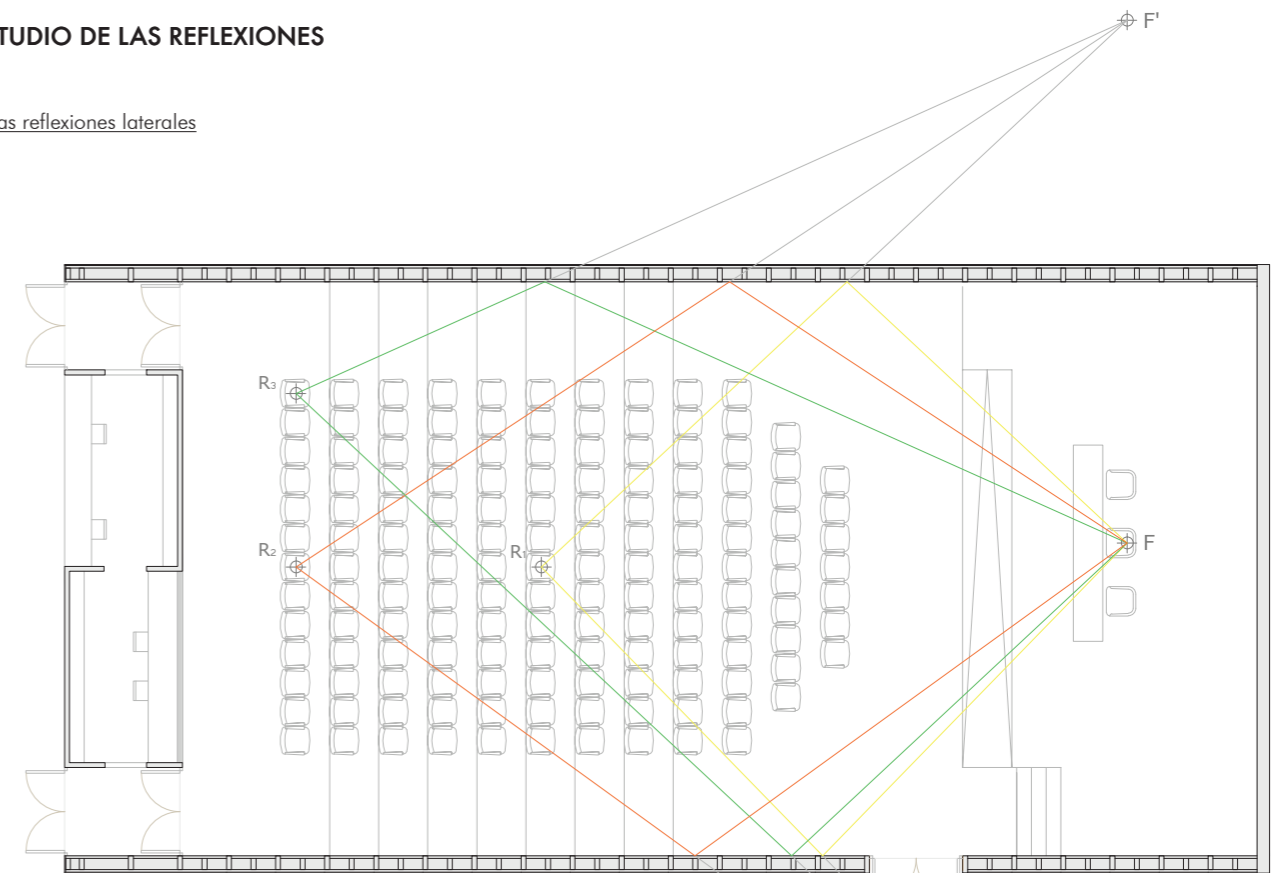 TUDIO DE LAS REFLEXIONES
as reflexiones laterales
F'
R3
R2
R1
F